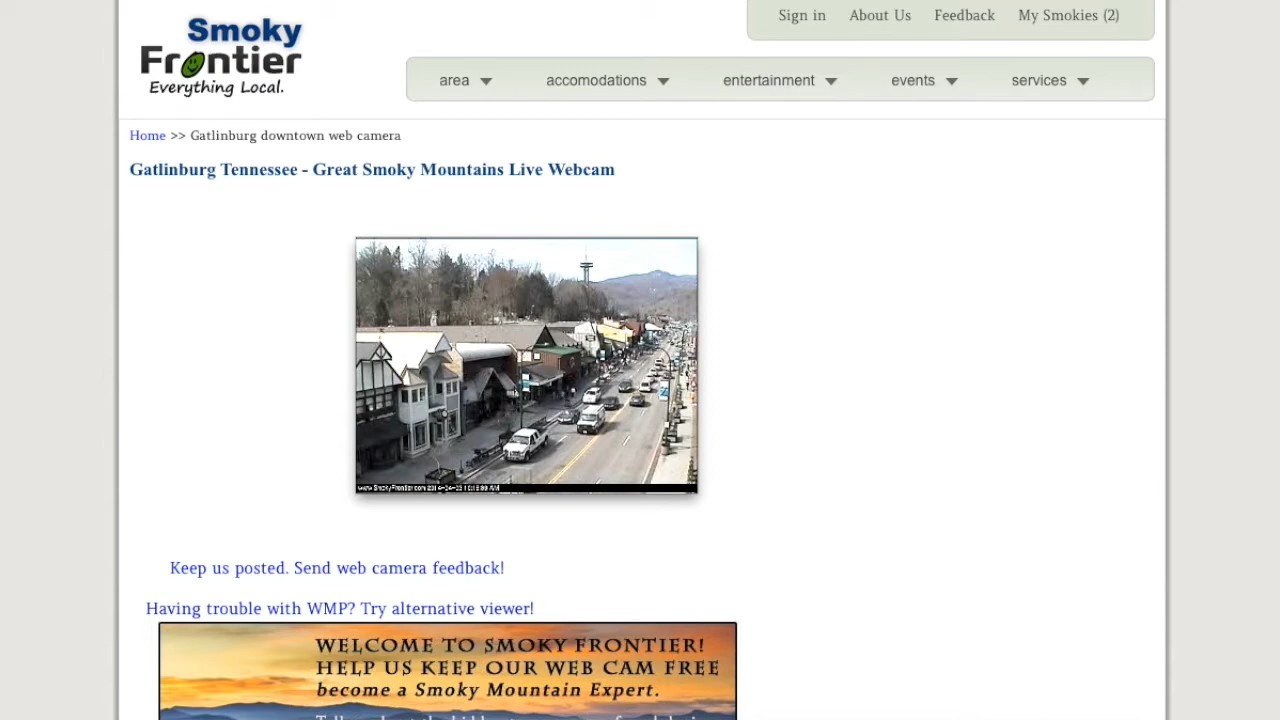 Sign in About Us Feedback My Smokies (2)
Smoky
Frontier
Everything Local.
area accomodations entertainment events services
Home >> Gatlinburg downtown web camera
Gatlinburg Tennessee - Great Smoky Mountains Live Webcam
www.SmokyFrontier.com
Keep us posted. Send web camera feedback!
Having trouble with WMP? Try alternative viewer!
WELCOME TO SMOKY FRONTIER!
HELP US KEEP OUR WEB CAM FREE
become a Smoky Mountain Expert.